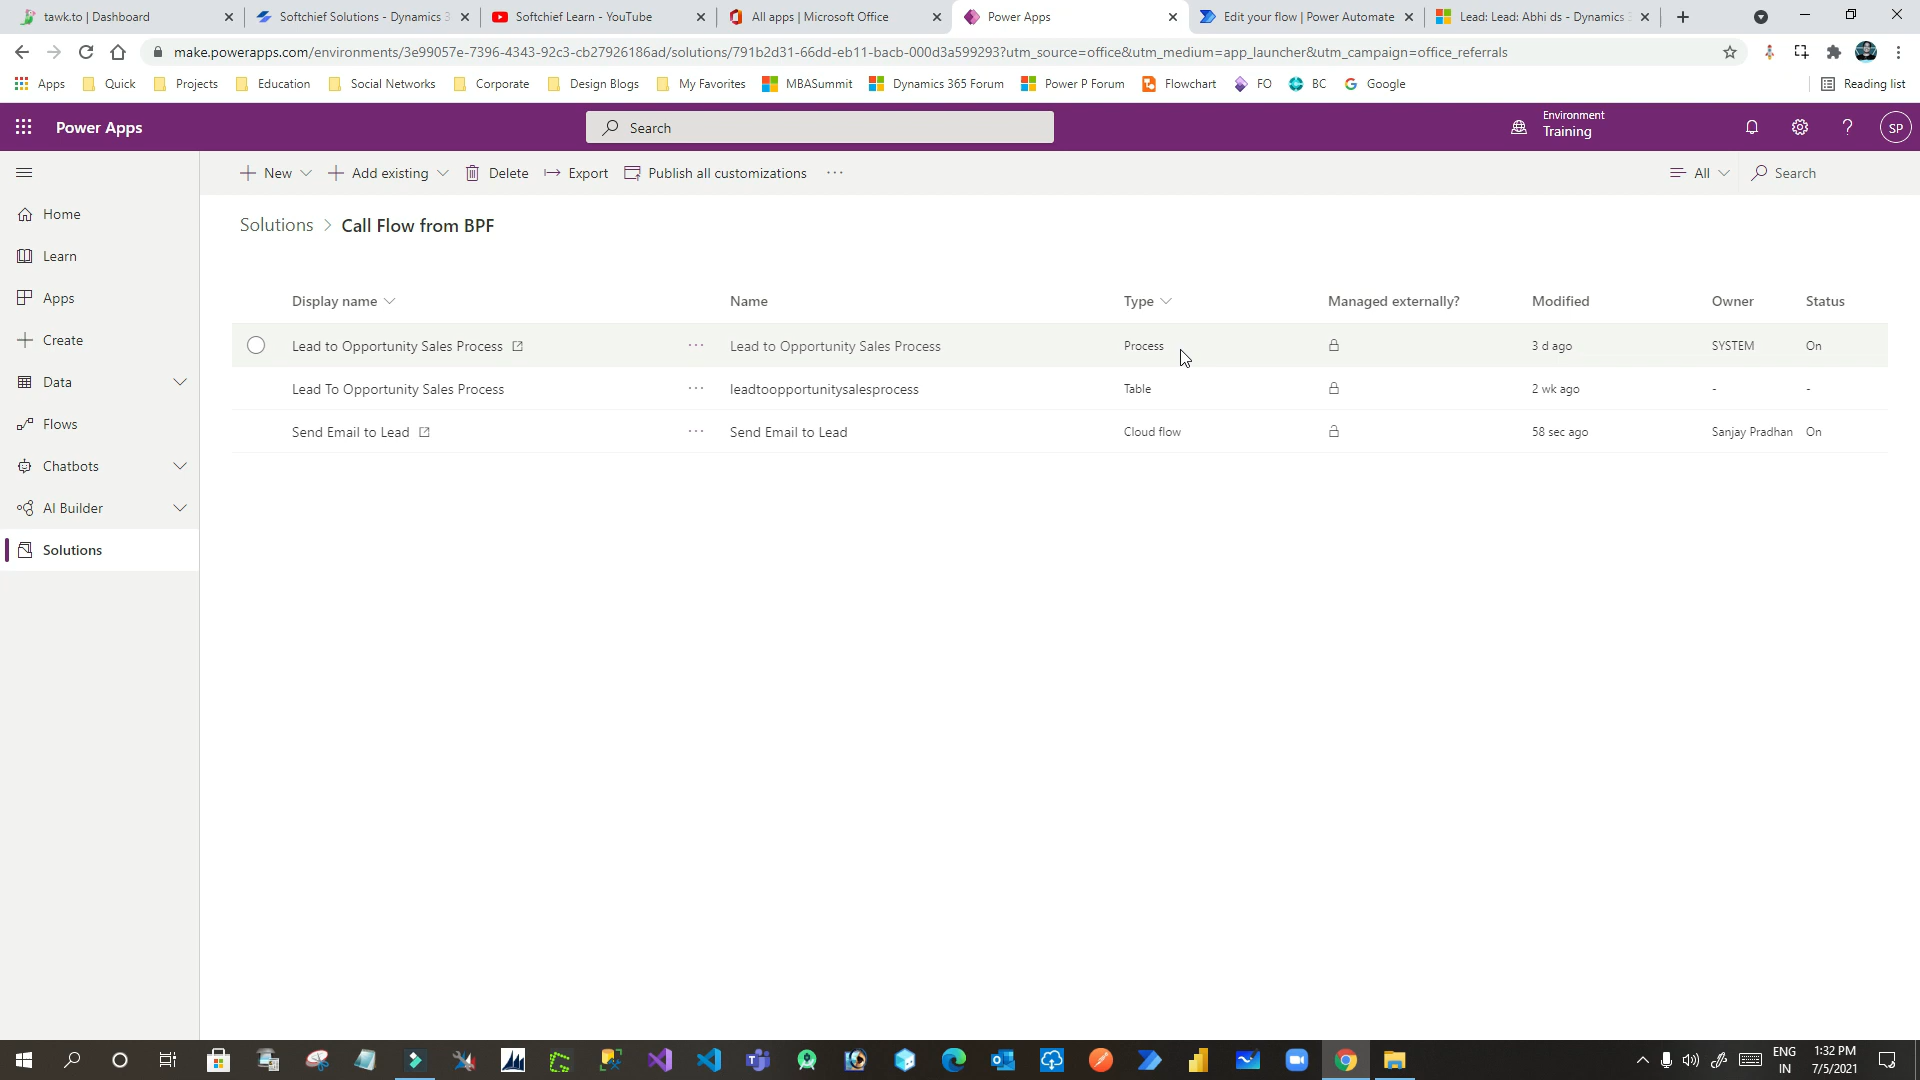 tawk.to | Dashboard
Softchief Solutions - Dynamics 3
Softchief Learn - YouTube
All apps | Microsoft Office
Power Apps
Edit your flow | Power Automate
Lead: Lead: Abhi ds - Dynamics 3
make.powerapps.com/environments/3e99057e-7396-4343-92c3-cb27926186ad/solutions/791b2d31-66dd-eb11-bacb-000d3a599293?utm_source=office&utm_medium=app_launcher&utm_campaign=office_referrals
Apps Quick Projects Education Social Networks Corporate Design Blogs My Favorites MBASummit Dynamics 365 Forum Power P Forum Flowchart FO BC Google Reading list
Power Apps
Search
Environment
Training
SP
New Add existing Delete Export Publish all customizations ··· All Search
Home
Learn
Apps
Create
Data
Flows
Chatbots
AI Builder
Solutions
Solutions > Call Flow from BPF
Display name Name Type Managed externally? Modified Owner Status
Lead to Opportunity Sales Process ··· Lead to Opportunity Sales Process Process 3 d ago SYSTEM On
Lead To Opportunity Sales Process ··· leadtoopportunitysalesprocess Table 2 wk ago - -
Send Email to Lead ··· Send Email to Lead Cloud flow 58 sec ago Sanjay Pradhan On
ENG
IN
1:32 PM
7/5/2021